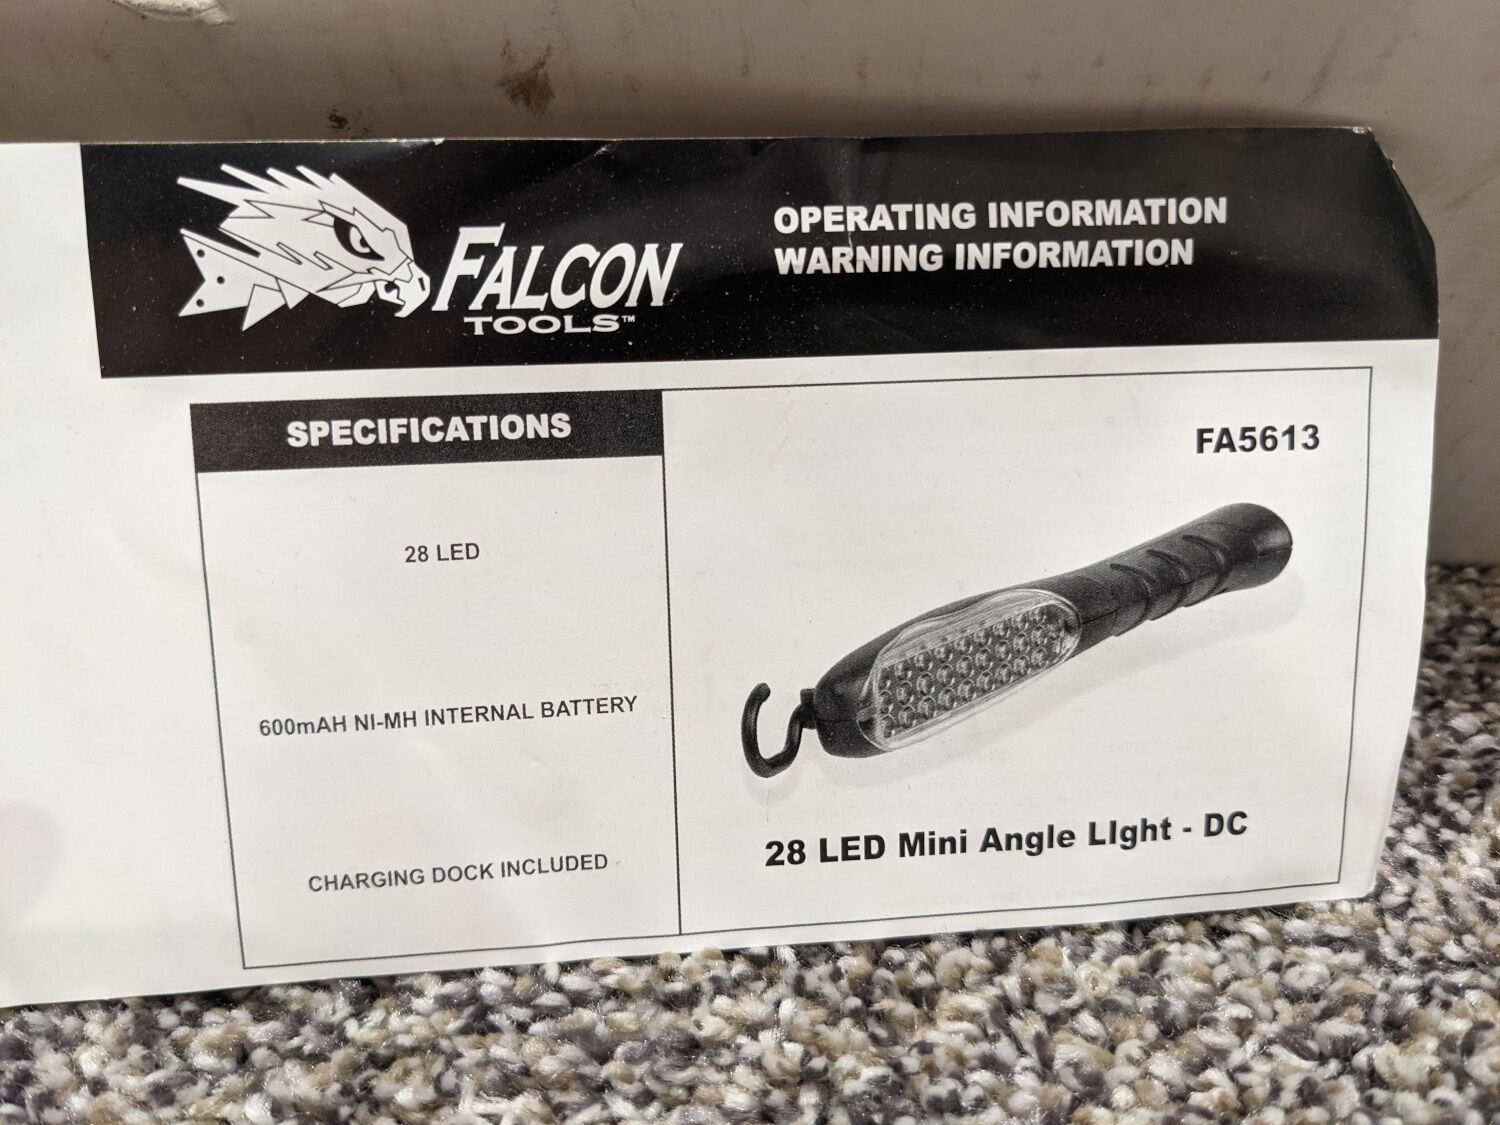 FALCON
TOOLS™
OPERATING INFORMATION
WARNING INFORMATION
SPECIFICATIONS
28 LED
600mAH NI-MH INTERNAL BATTERY
CHARGING DOCK INCLUDED
FA5613
28 LED Mini Angle LIght - DC